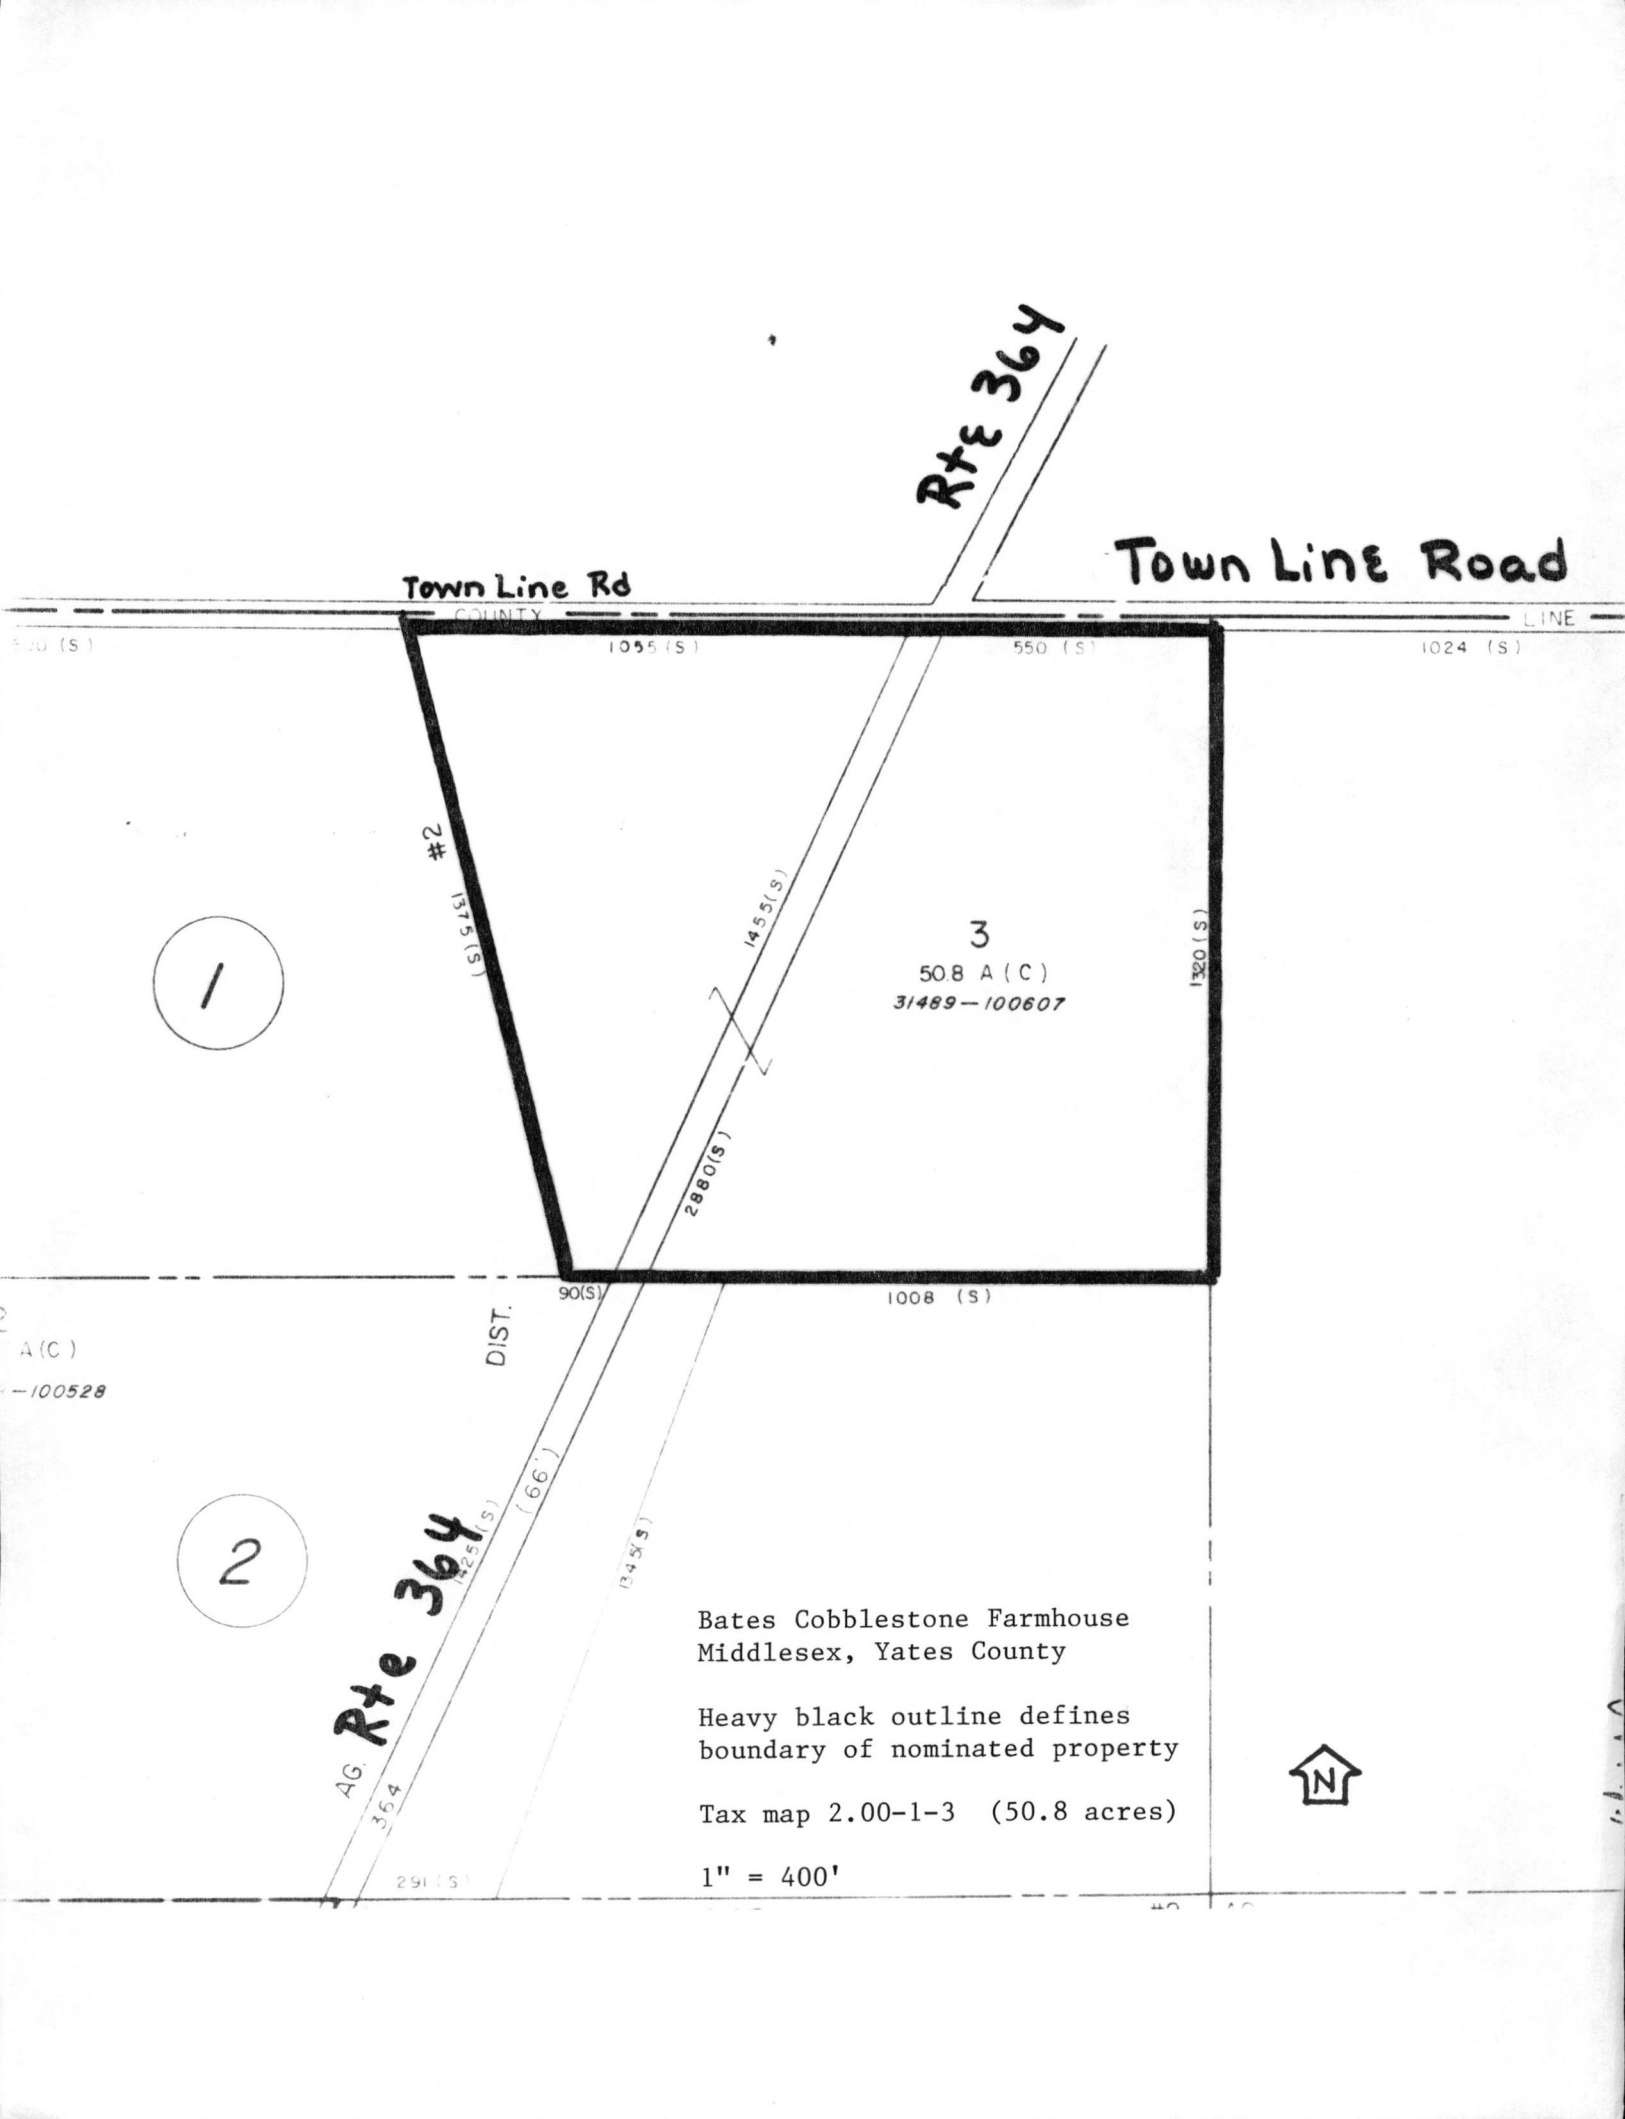 Rte 364
Town Line Road
Town Line Rd
COUNTY
LINE
(S)
1055 (S)
550 (S)
1024 (S)
#2
1375 (S)
1455 (S)
1320 (S)
3
50.8 A (C)
31489-100607
1
2880 (S)
90(S)
1008 (S)
DIST.
A (C)
-100528
(66')
1425 (S)
1345 (S)
Rte 364
2
AG.
364
291 (S)
Bates Cobblestone Farmhouse
Middlesex, Yates County
Heavy black outline defines
boundary of nominated property
N
Tax map 2.00-1-3 (50.8 acres)
1" = 400'